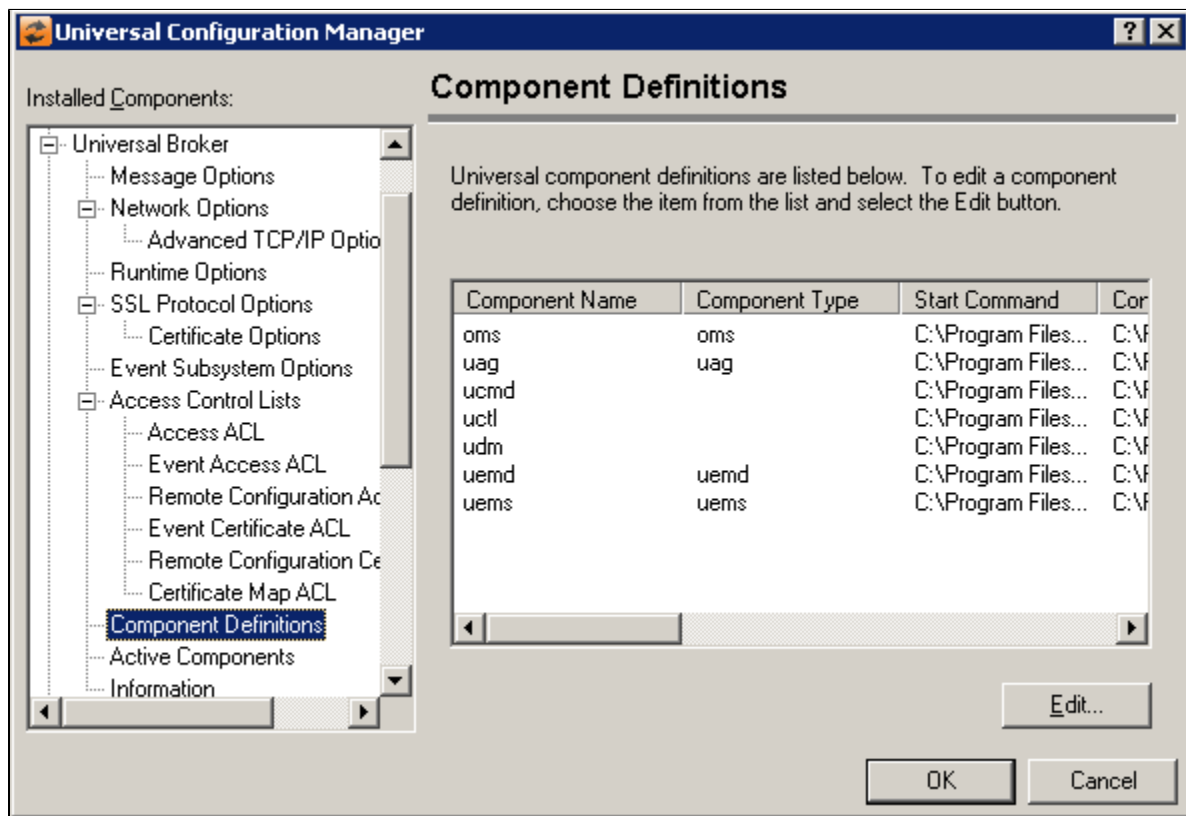 Universal Configuration Manager
Installed Components:
Universal Broker
Message Options
Network Options
Advanced TCP/IP Optio
Runtime Options
SSL Protocol Options
Certificate Options
Event Subsystem Options
Access Control Lists
Access ACL
Event Access ACL
Remote Configuration Ac
Event Certificate ACL
Remote Configuration Ce
Certificate Map ACL
Component Definitions
Active Components
Information
Component Definitions
Universal component definitions are listed below. To edit a component
definition, choose the item from the list and select the Edit button.
Component Name Component Type Start Command Cor
oms oms C:\Program Files... C:\F
uag uag C:\Program Files... C:\F
ucmd C:\Program Files... C:\F
uctl C:\Program Files... C:\F
udm C:\Program Files... C:\F
uemd uemd C:\Program Files... C:\F
uems uems C:\Program Files... C:\F
Edit...
OK Cancel